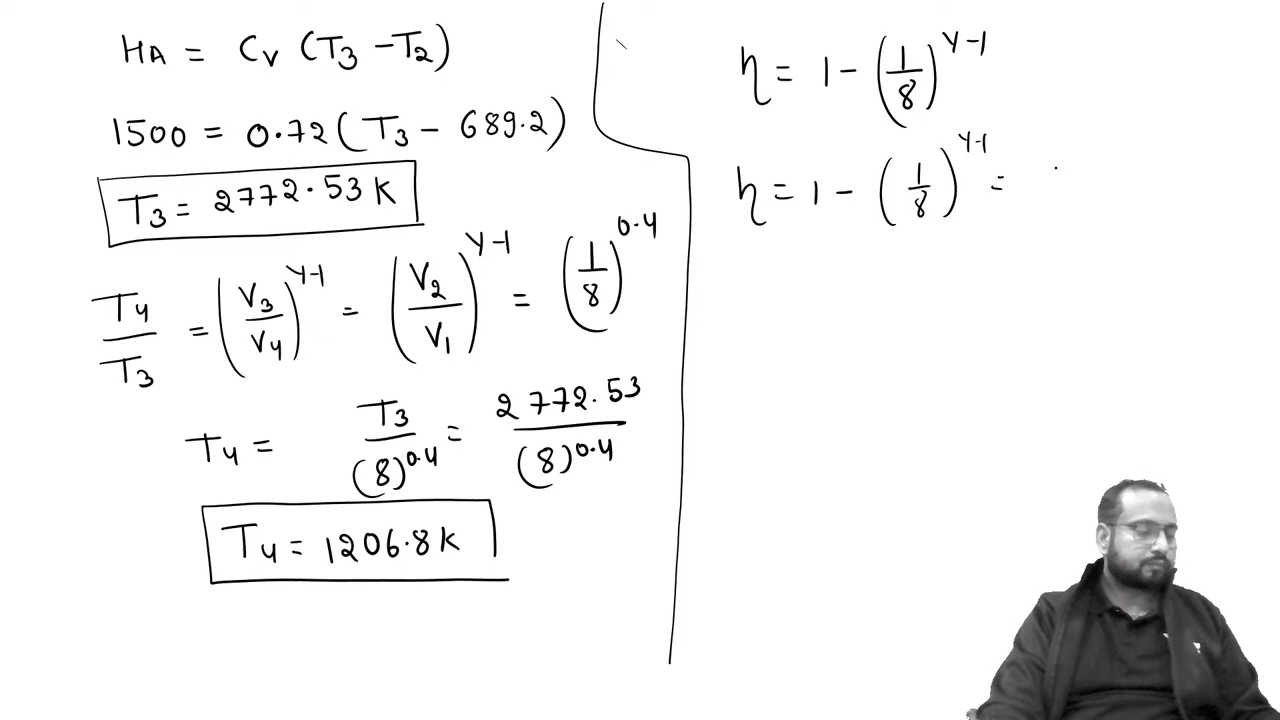 HA = Cv (T3 - T2)
1500 = 0.72 (T3 - 689.2)
T3 = 2772.53 K
T4/T3 = (V3/V4)^γ-1 = (V2/V1)^γ-1 = (1/8)^0.4
T4 = T3/(8)^0.4 = 2772.53/(8)^0.4
T4 = 1206.8 K
η = 1 - (1/8)^γ-1
η = 1 - (1/8)^γ-1 =